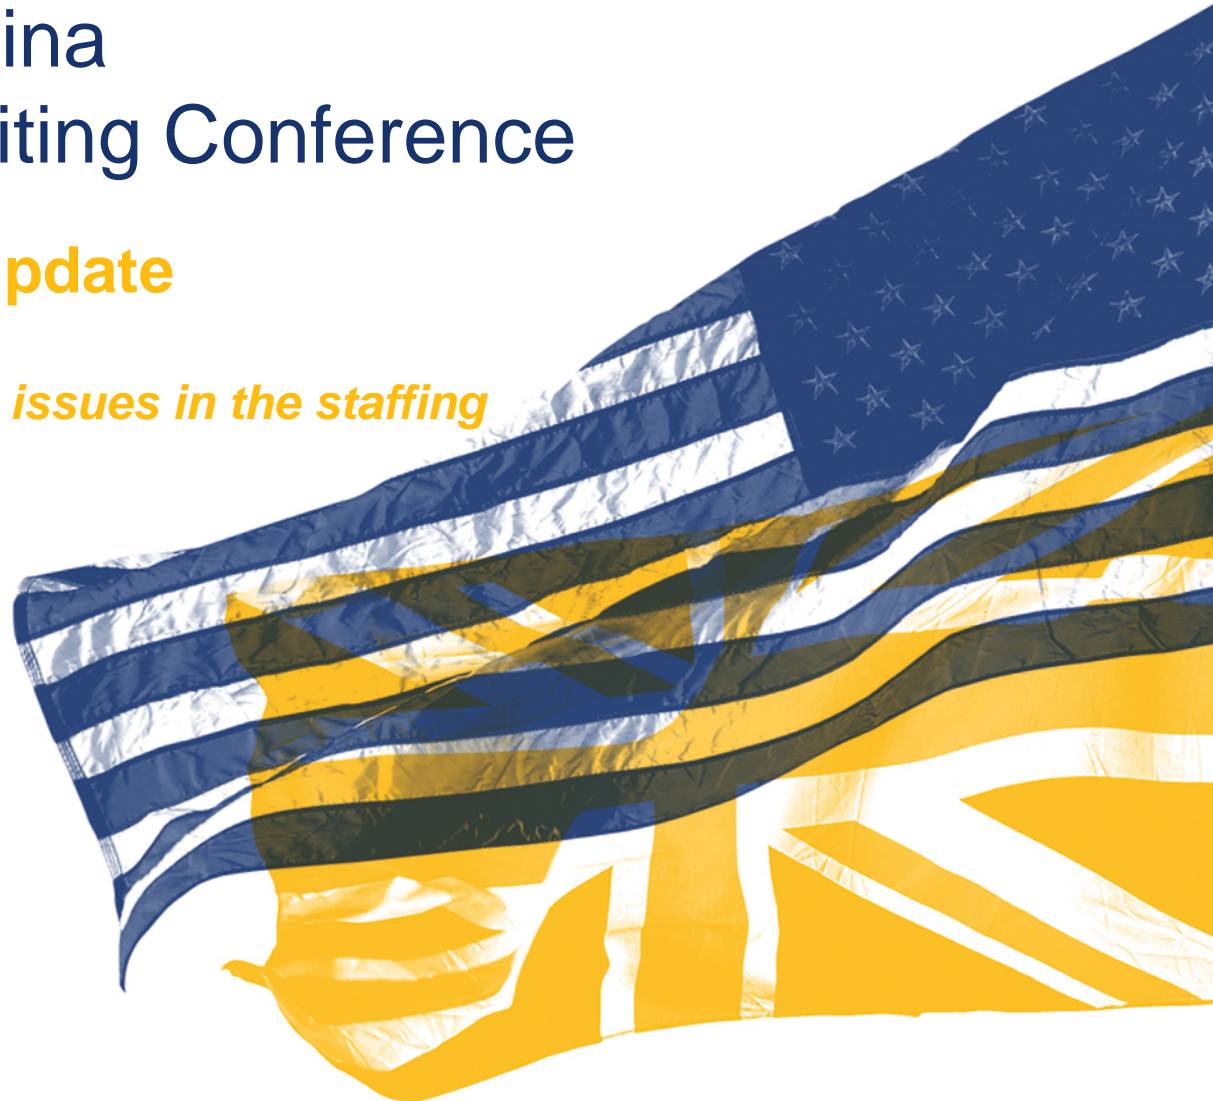 ina
iting Conference
pdate
issues in the staffing